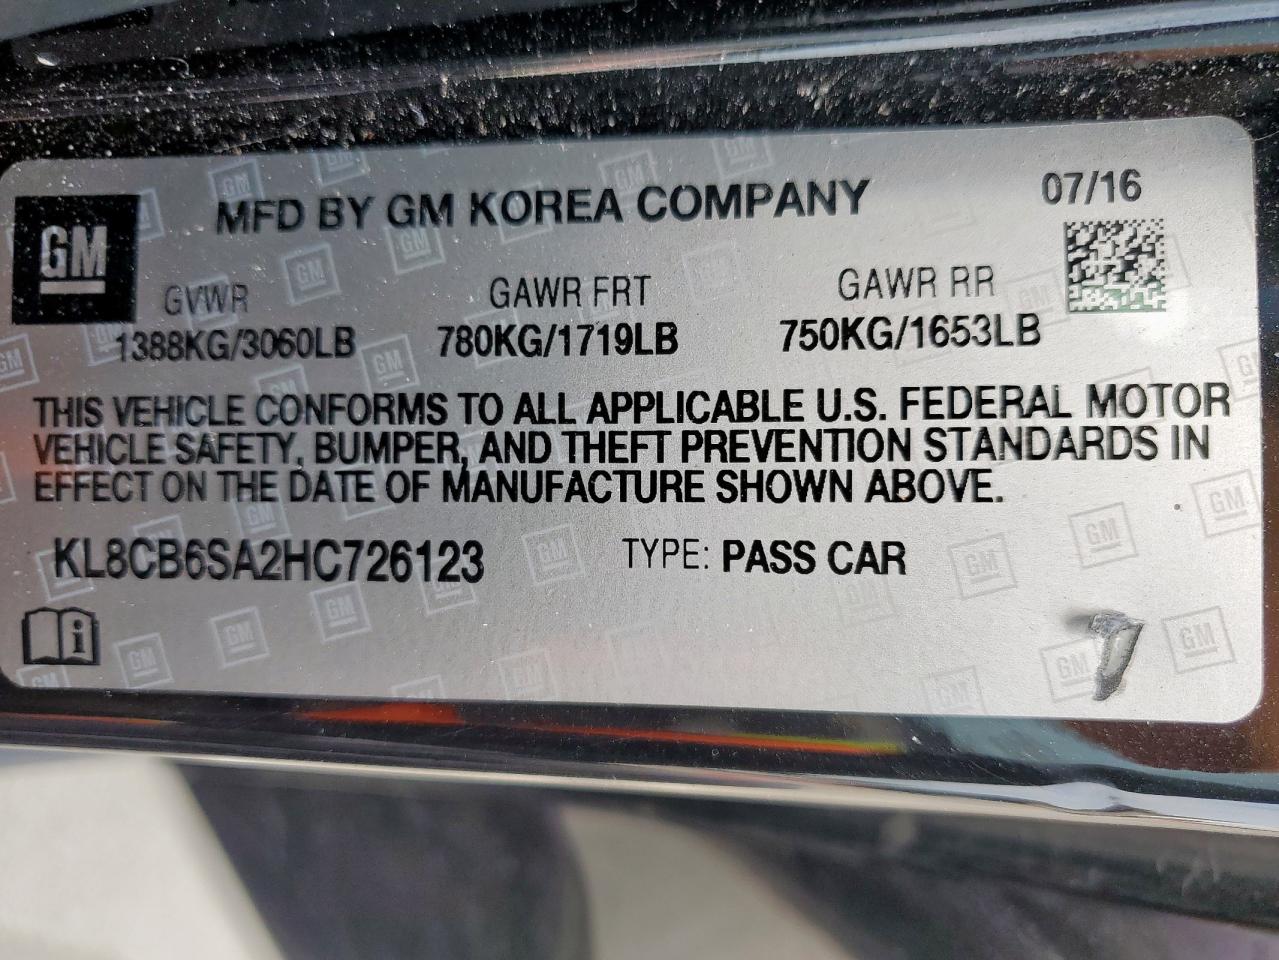 GM
MFD BY GM KOREA COMPANY
07/16
GVWR GAWR FRT GAWR RR
1388KG/3060LB 780KG/1719LB 750KG/1653LB
THIS VEHICLE CONFORMS TO ALL APPLICABLE U.S. FEDERAL MOTOR
VEHICLE SAFETY, BUMPER, AND THEFT PREVENTION STANDARDS IN
EFFECT ON THE DATE OF MANUFACTURE SHOWN ABOVE.
KL8CB6SA2HC726123 TYPE: PASS CAR
i
7